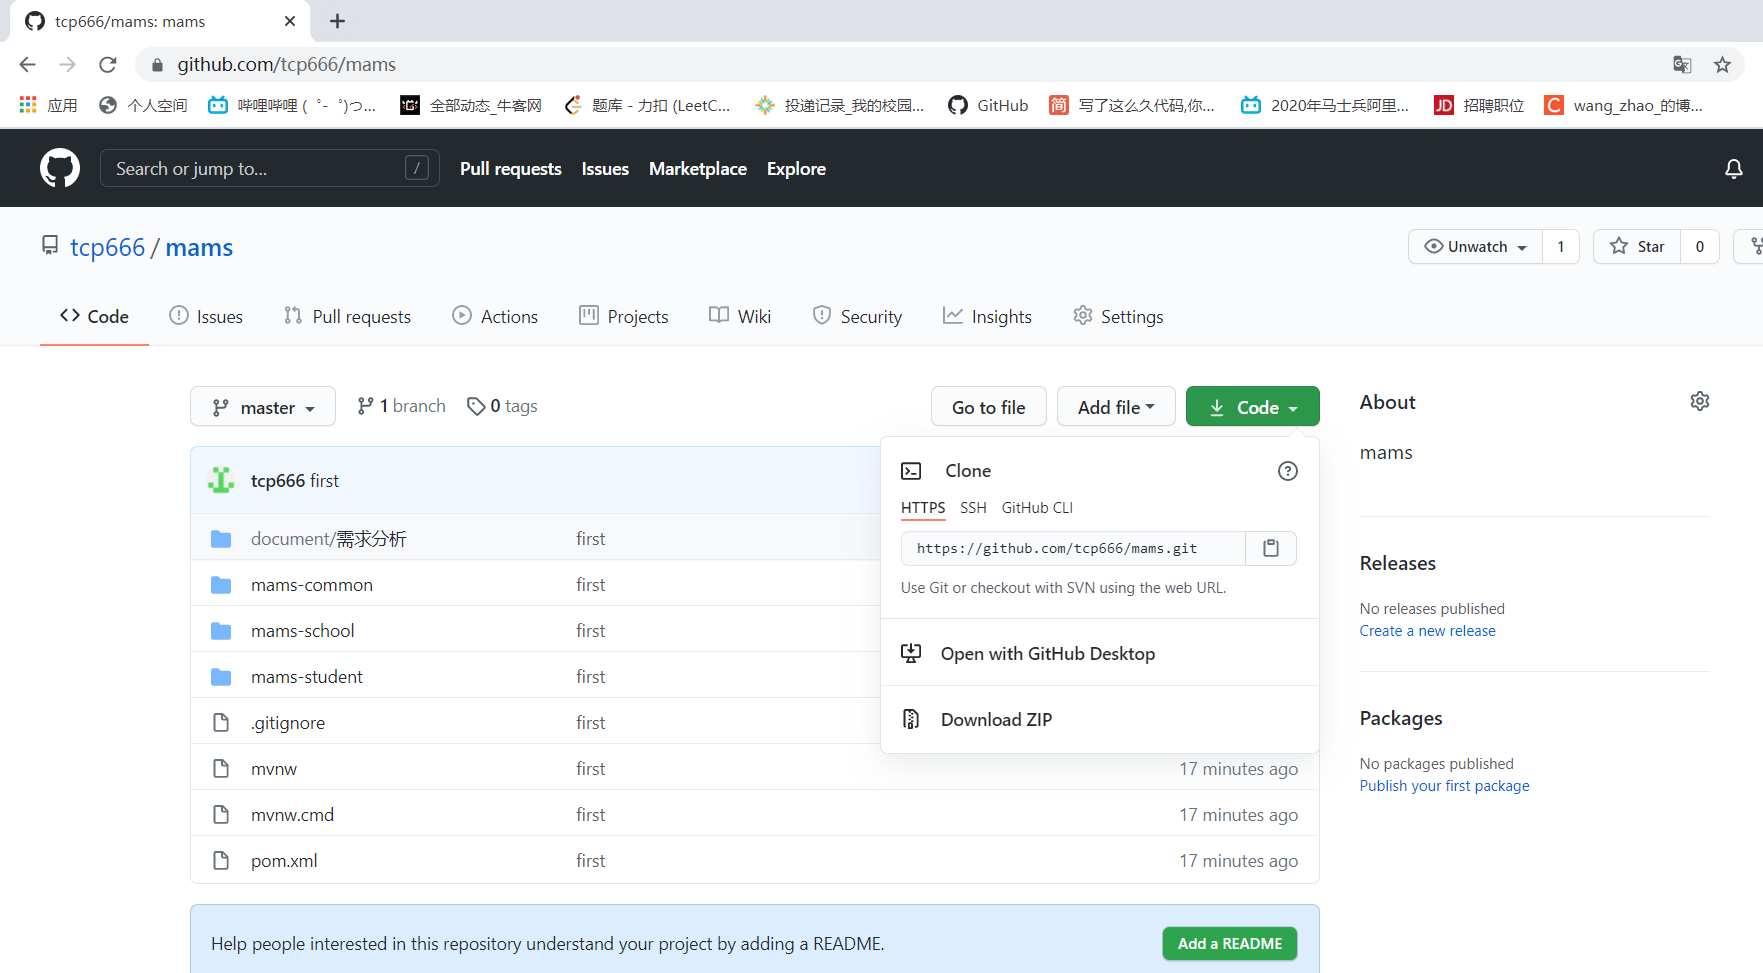 tcp666/mams: mams
github.com/tcp666/mams
应用 个人空间 哔哩哔哩 ( ゜- ゜)つ... 全部动态_牛客网 题库 - 力扣 (LeetC... 投递记录_我的校园... GitHub 写了这么久代码,你... 2020年马士兵阿里... 招聘职位 wang_zhao_的博...
Search or jump to... / Pull requests Issues Marketplace Explore
tcp666 / mams Unwatch 1 Star 0
Code Issues Pull requests Actions Projects Wiki Security Insights Settings
master 1 branch 0 tags Go to file Add file Code
About
mams
tcp666 first
Clone
HTTPS SSH GitHub CLI
https://github.com/tcp666/mams.git
Use Git or checkout with SVN using the web URL.
Open with GitHub Desktop
Download ZIP
document/需求分析 first
mams-common first
mams-school first
mams-student first
.gitignore first
mvnw first 17 minutes ago
mvnw.cmd first 17 minutes ago
pom.xml first 17 minutes ago
Releases
No releases published
Create a new release
Packages
No packages published
Publish your first package
Help people interested in this repository understand your project by adding a README. Add a README